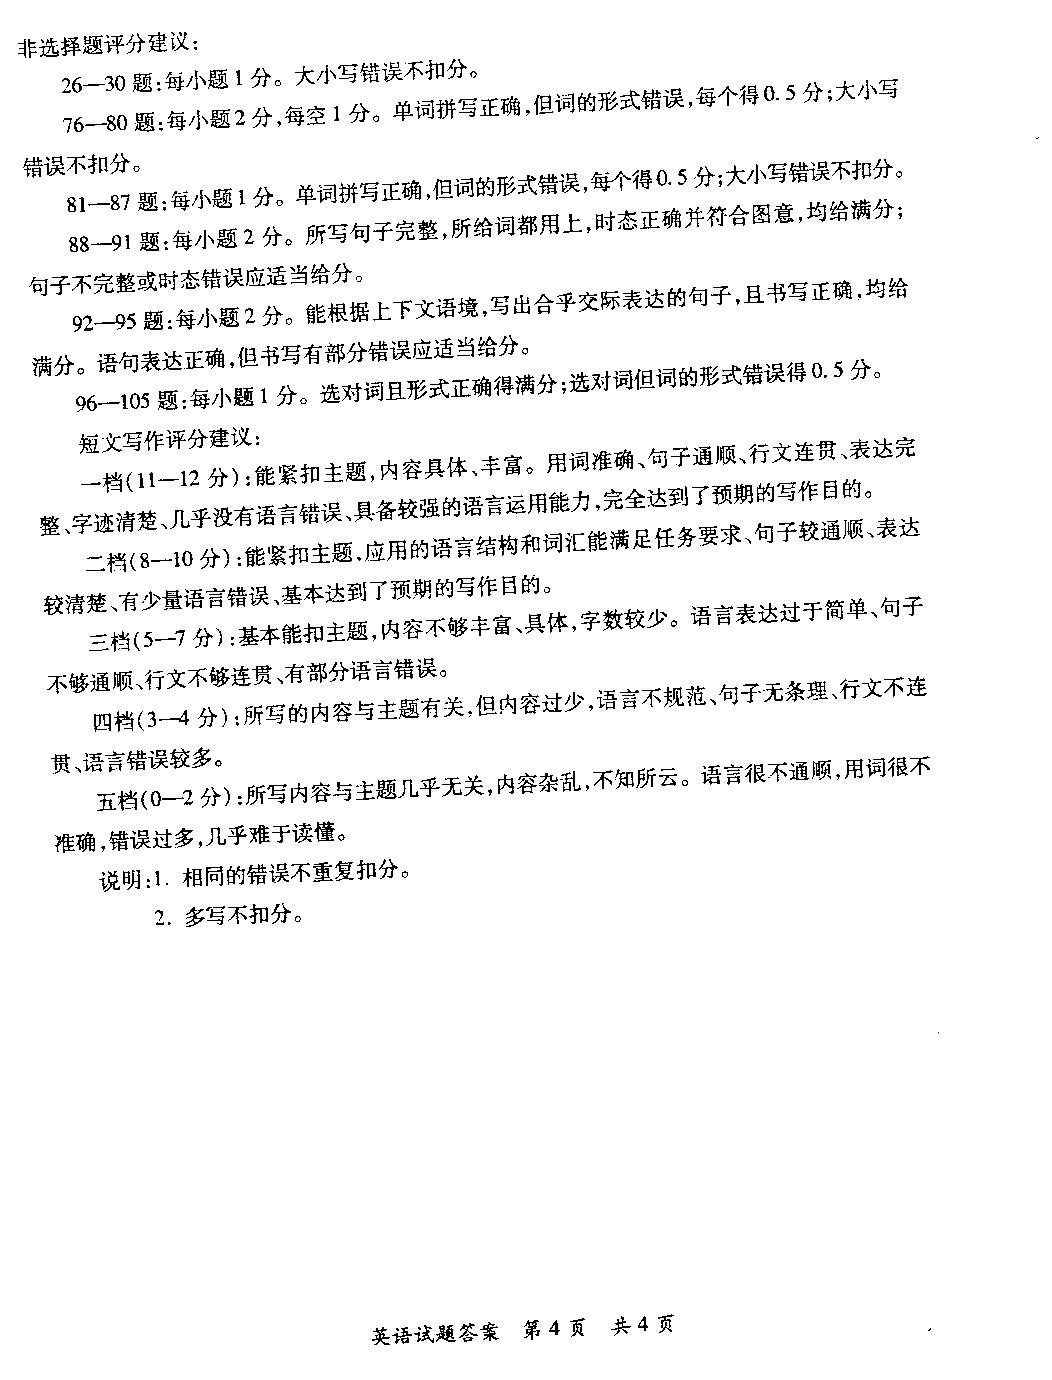 非选择题评分建议:
26—30 题:每小题 1 分。大小写错误不扣分。
76—80 题:每小题 2 分,每空 1 分。单词拼写正确,但词的形式错误,每个得 0.5 分;大小写
错误不扣分。
81—87 题:每小题 1 分。单词拼写正确,但词的形式错误,每个得 0.5 分;大小写错误不扣分。
88—91 题:每小题 2 分。所写句子完整,所给词都用上,时态正确并符合图意,均给满分;
句子不完整或时态错误应适当给分。
92—95 题:每小题 2 分。能根据上下文语境,写出合乎交际表达的句子,且书写正确,均给
满分。语句表达正确,但书写有部分错误应适当给分。
96—105 题:每小题 1 分。选对词且形式正确得满分;选对词但词的形式错误得 0.5 分。
短文写作评分建议:
一档(11—12 分):能紧扣主题,内容具体、丰富。用词准确、句子通顺、行文连贯、表达完
整、字迹清楚、几乎没有语言错误、具备较强的语言运用能力,完全达到了预期的写作目的。
二档(8—10 分):能紧扣主题、应用的语言结构和词汇能满足任务要求、句子较通顺、表达
较清楚、有少量语言错误、基本达到了预期的写作目的。
三档(5—7 分):基本能扣主题,内容不够丰富、具体,字数较少。语言表达过于简单、句子
不够通顺、行文不够连贯、有部分语言错误。
四档(3—4 分):所写的内容与主题有关,但内容过少,语言不规范、句子无条理、行文不连
贯、语言错误较多。
五档(0—2 分):所写内容与主题几乎无关,内容杂乱,不知所云。语言很不通顺,用词很不
准确,错误过多,几乎难于读懂。
说明:1. 相同的错误不重复扣分。
2. 多写不扣分。
英语试题答案 第 4 页 共 4 页